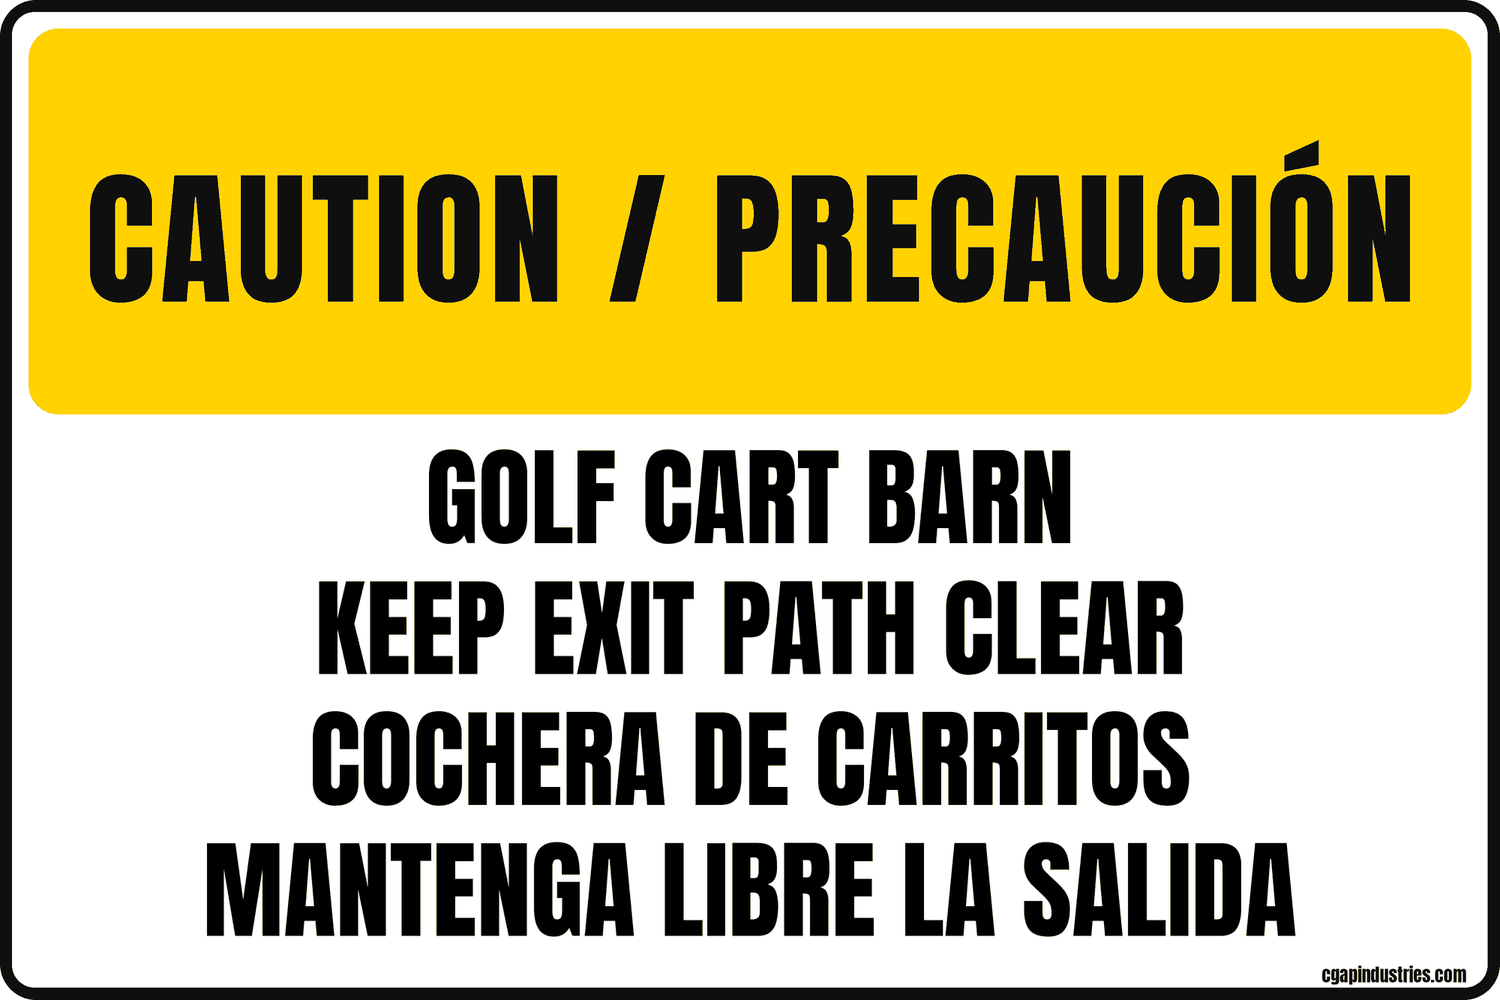 CAUTION / PRECAUCIÓN
GOLF CART BARN
KEEP EXIT PATH CLEAR
COCHERA DE CARRITOS
MANTENGA LIBRE LA SALIDA
cgapindustries.com